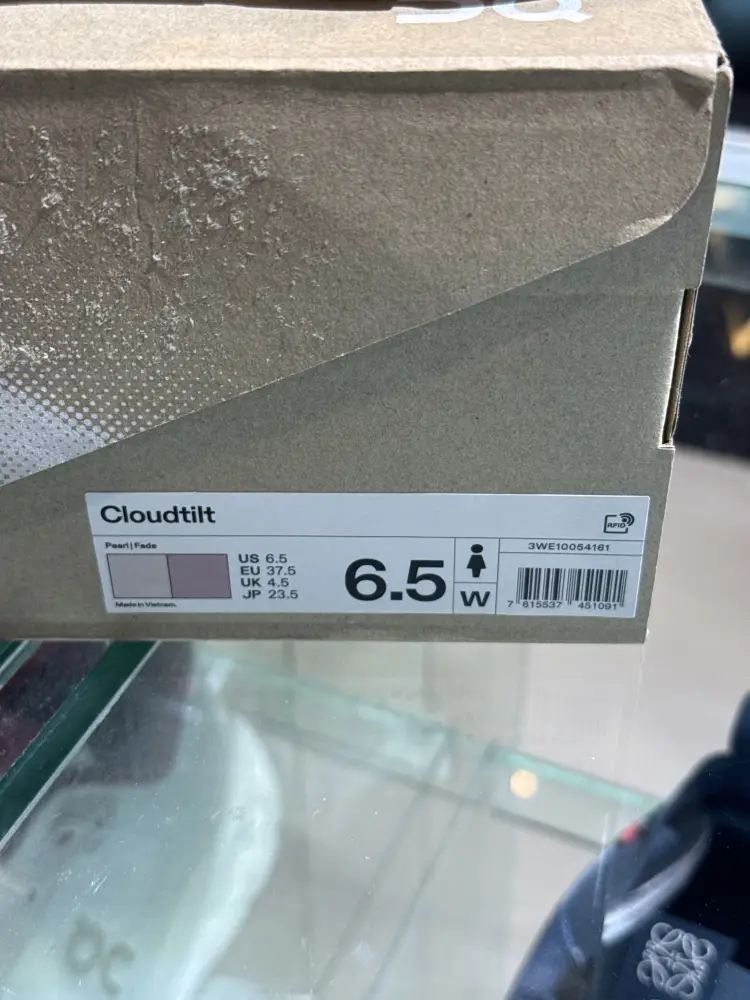 Cloudtilt
RFID
Pearl | Fade
US 6.5
EU 37.5
UK 4.5
JP 23.5
6.5
W
3WE10054161
7 615537 451091
Made in Vietnam.